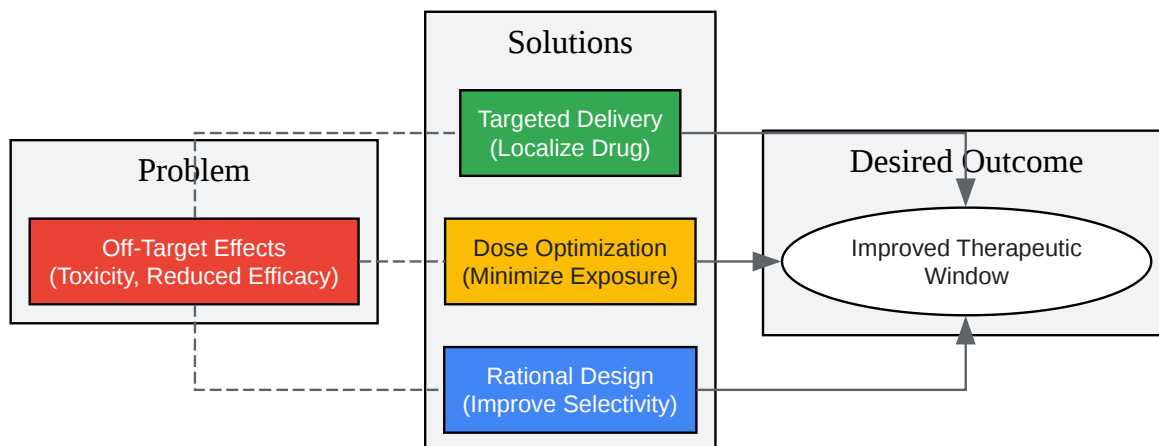 Problem
Off-Target Effects
(Toxicity, Reduced Efficacy)
Solutions
Targeted Delivery
(Localize Drug)
Dose Optimization
(Minimize Exposure)
Rational Design
(Improve Selectivity)
Desired Outcome
Improved Therapeutic
Window